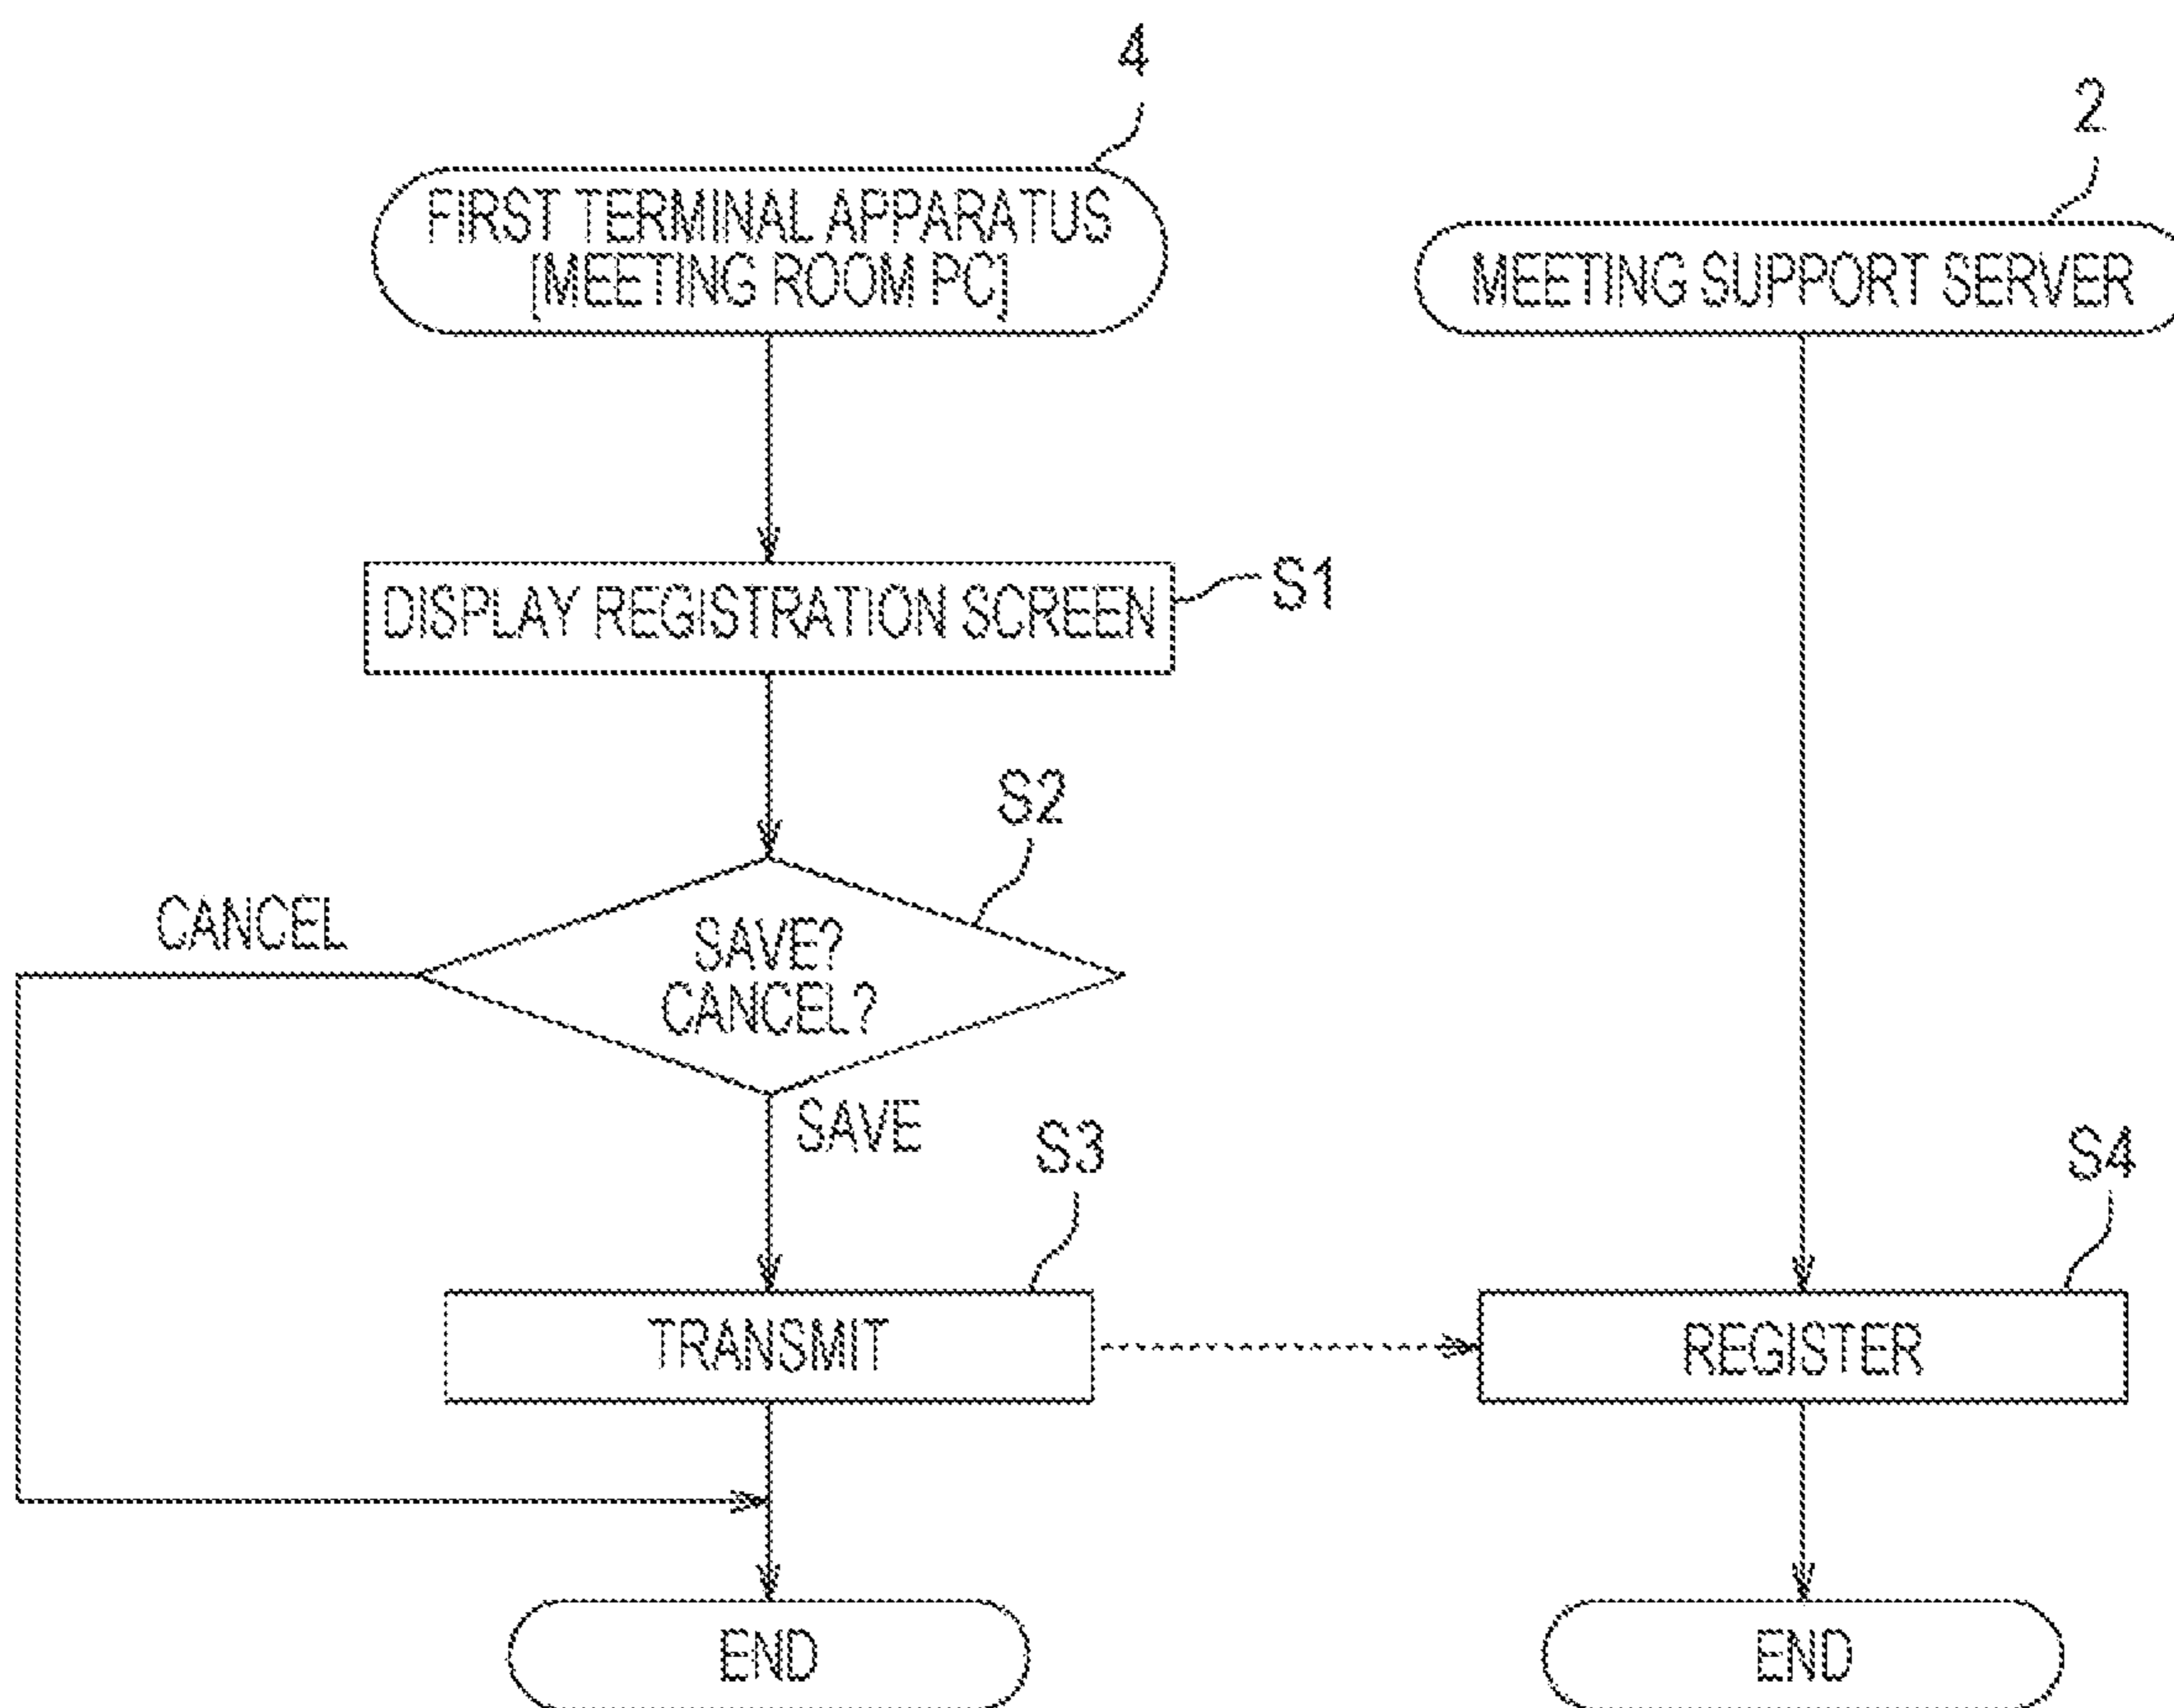 4
2
FIRST TERMINAL APPARATUS
[MEETING ROOM PC]
MEETING SUPPORT SERVER
DISPLAY REGISTRATION SCREEN
S1
S2
CANCEL
SAVE?
CANCEL?
SAVE
S3
S4
TRANSMIT
REGISTER
END
END